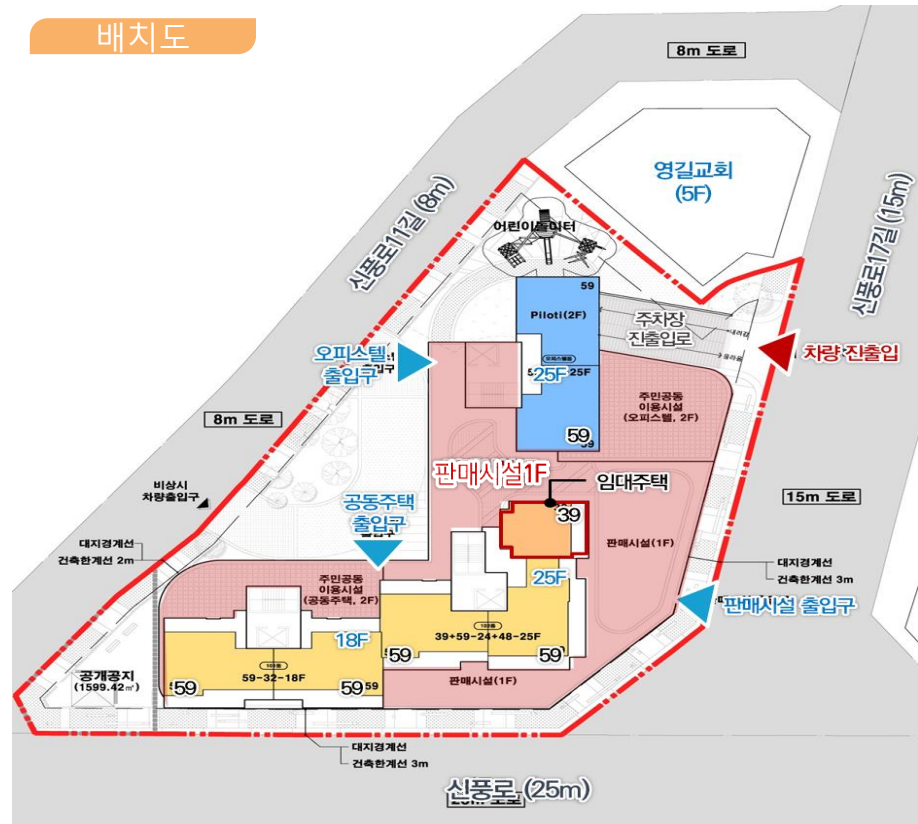 배치도
8m 도로
영길교회
(5F)
신풍로11길 (8m)
신풍로17길 (15m)
어린이놀이터
59
Piloti(2F)
주차장
진출입로
차량 진출입
오피스텔
출입구
오피스텔동
25F
25F
59
주민공동
이용시설
(오피스텔, 2F)
8m 도로
판매시설1F
임대주택
비상시
차량출입구
공동주택
출입구
39
15m 도로
판매시설(1F)
대지경계선
건축한계선 2m
대지경계선
건축한계선 3m
주민공동
이용시설
(공동주택, 2F)
25F
판매시설 출입구
18F
39+59-24+48-25F
59
59
공개공지
(1599.42㎡)
59
59-32-18F
59
59
판매시설(1F)
대지경계선
건축한계선 3m
신풍로 (25m)